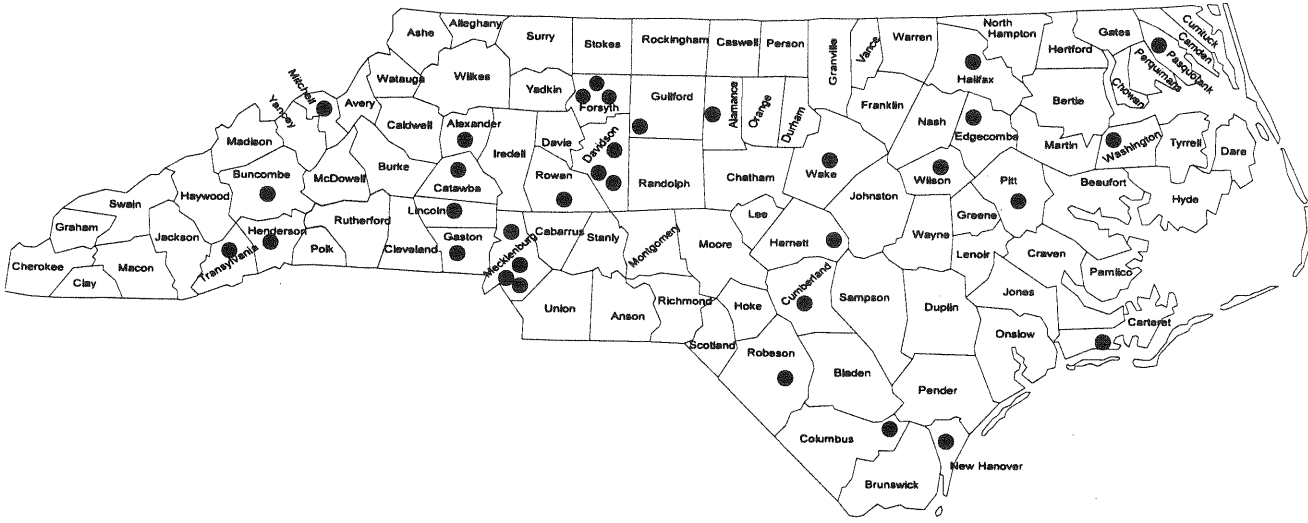 Ashe
Alleghany
Surry
Stokes
Rockingham
Caswell
Person
Granville
Vance
Warren
North
Hampton
Hertford
Gates
Currituck
Camden
Pasquotank
Perquimans
Chowan
Watauga
Wilkes
Yadkin
Forsyth
Guilford
Alamance
Orange
Durham
Franklin
Halifax
Bertie
Mitchell
Yancey
Avery
Caldwell
Alexander
Iredell
Davie
Davidson
Nash
Edgecombe
Martin
Washington
Tyrrell
Dare
Madison
Buncombe
McDowell
Burke
Catawba
Rowan
Randolph
Chatham
Wake
Johnston
Wilson
Pitt
Beaufort
Hyde
Swain
Haywood
Graham
Jackson
Cherokee
Macon
Clay
Transylvania
Henderson
Polk
Rutherford
Cleveland
Lincoln
Gaston
Mecklenburg
Cabarrus
Stanly
Montgomery
Moore
Lee
Harnett
Wayne
Greene
Lenoir
Craven
Pamlico
Jones
Carteret
Union
Anson
Richmond
Scotland
Hoke
Cumberland
Sampson
Duplin
Onslow
Robeson
Bladen
Pender
Columbus
Brunswick
New Hanover